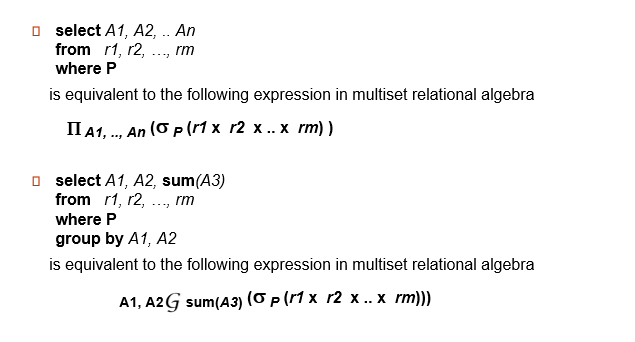 select A1, A2, .. An
from r1, r2, …, rm
where P
is equivalent to the following expression in multiset relational algebra
∏ A1, .., An (σ P (r1 x r2 x .. x rm) )
select A1, A2, sum(A3)
from r1, r2, …, rm
where P
group by A1, A2
is equivalent to the following expression in multiset relational algebra
A1, A2 𝒢 sum(A3) (σ P (r1 x r2 x .. x rm)))